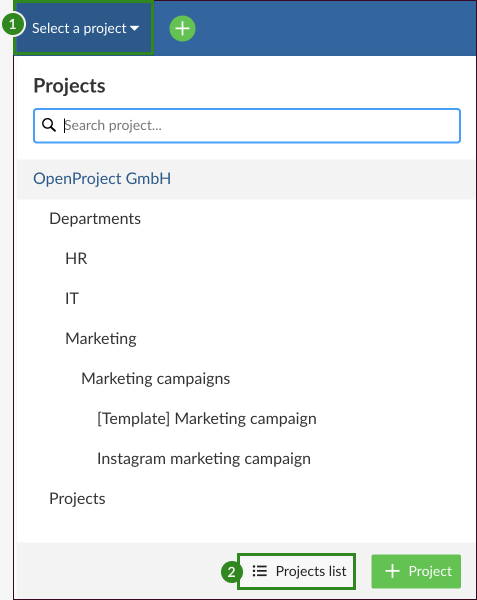 1 Select a project
Projects
Search project...
OpenProject GmbH
Departments
HR
IT
Marketing
Marketing campaigns
[Template] Marketing campaign
Instagram marketing campaign
Projects
2 Projects list + Project